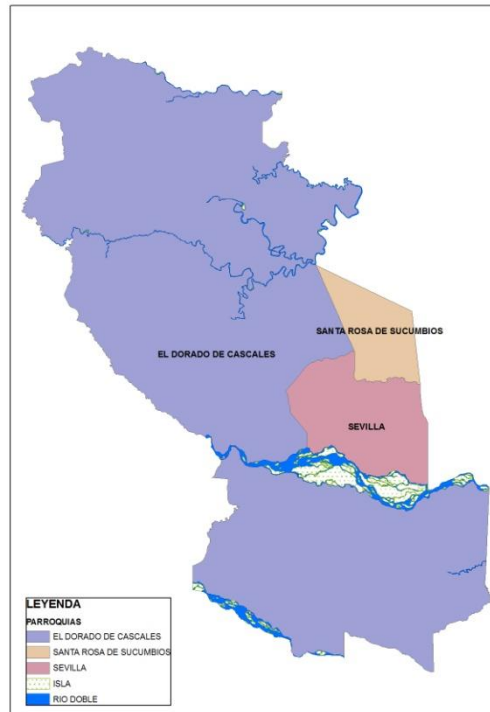 SANTA ROSA DE SUCUMBIOS
EL DORADO DE CASCALES
SEVILLA
LEYENDA
PARROQUIAS
EL DORADO DE CASCALES
SANTA ROSA DE SUCUMBIOS
SEVILLA
ISLA
RIO DOBLE